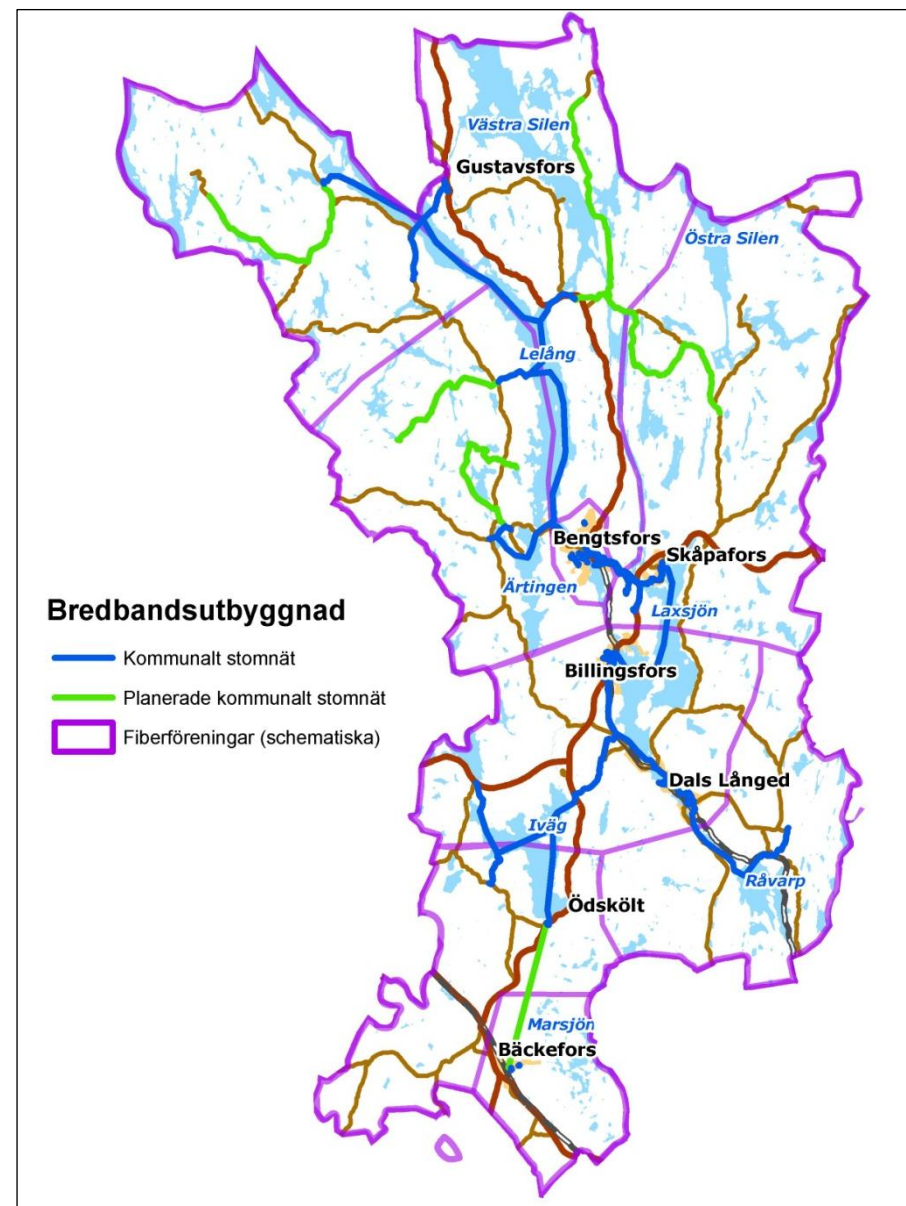 Västra Silen
Gustavsfors
Östra Silen
Lelång
Bengtsfors
Skåpafors
Ärtingen
Laxsjön
Bredbandsutbyggnad
Kommunalt stomnät
Billingsfors
Planerade kommunalt stomnät
Fiberföreningar (schematiska)
Dals Långed
Iväg
Råvarp
Ödskölt
Marsjön
Bäckefors